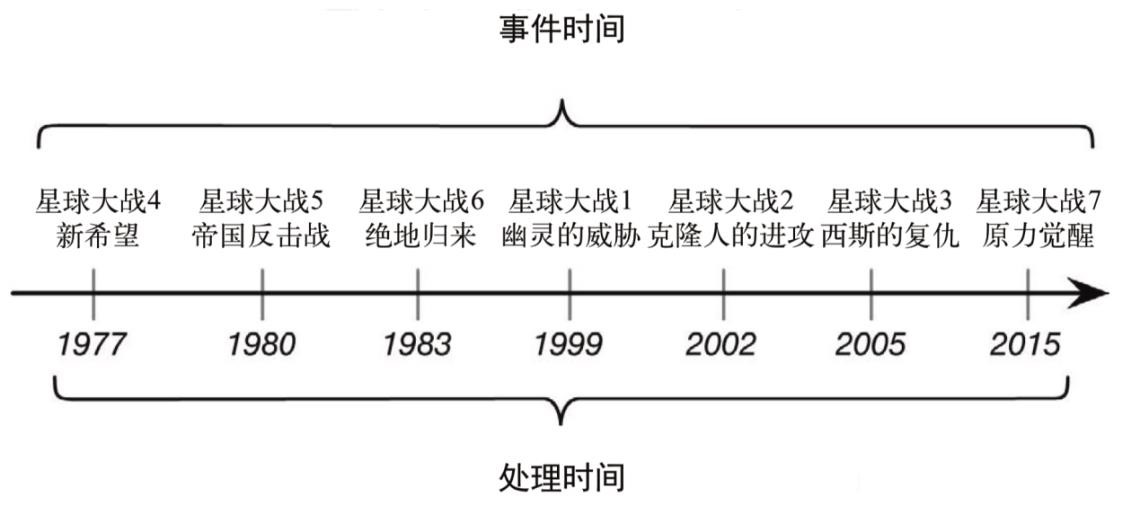 事件时间
星球大战4 星球大战5 星球大战6 星球大战1 星球大战2 星球大战3 星球大战7
新希望 帝国反击战 绝地归来 幽灵的威胁 克隆人的进攻 西斯的复仇 原力觉醒
1977 1980 1983 1999 2002 2005 2015
处理时间